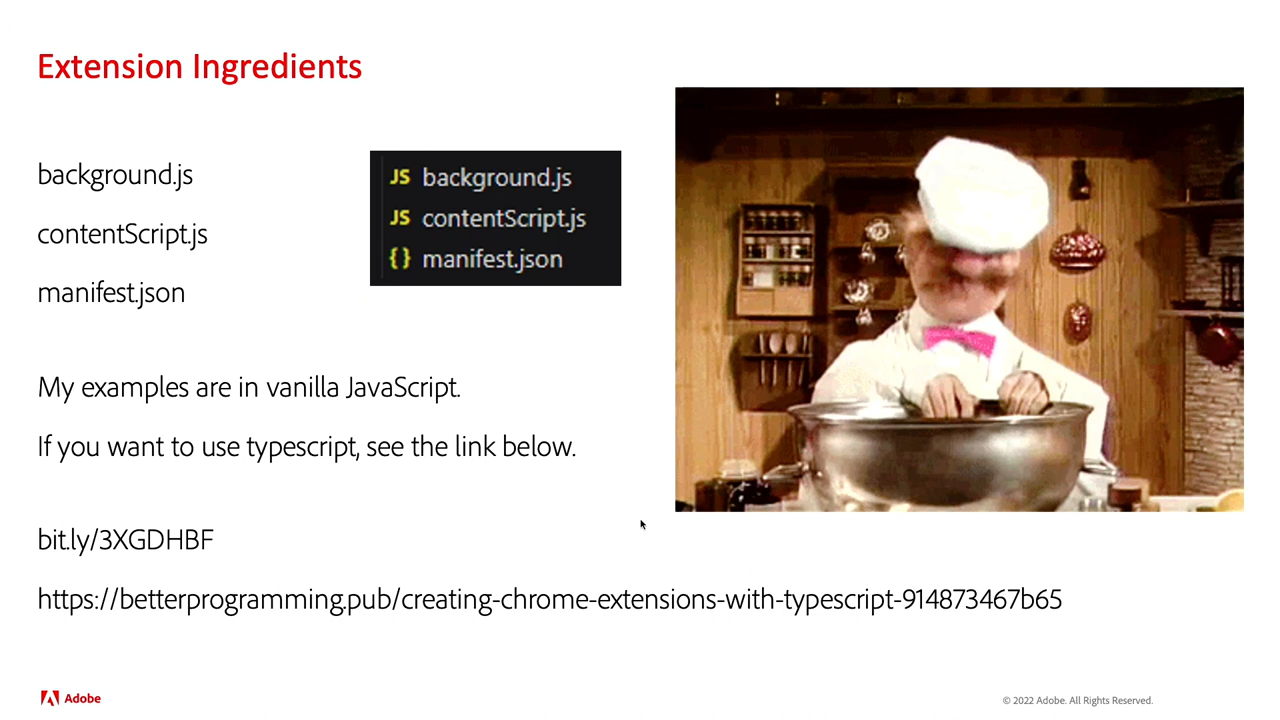 Extension Ingredients
background.js
contentScript.js
manifest.json
JS background.js
JS contentScript.js
{} manifest.json
My examples are in vanilla JavaScript.
If you want to use typescript, see the link below.
bit.ly/3XGDHBF
https://betterprogramming.pub/creating-chrome-extensions-with-typescript-914873467b65
Adobe
© 2022 Adobe. All Rights Reserved.